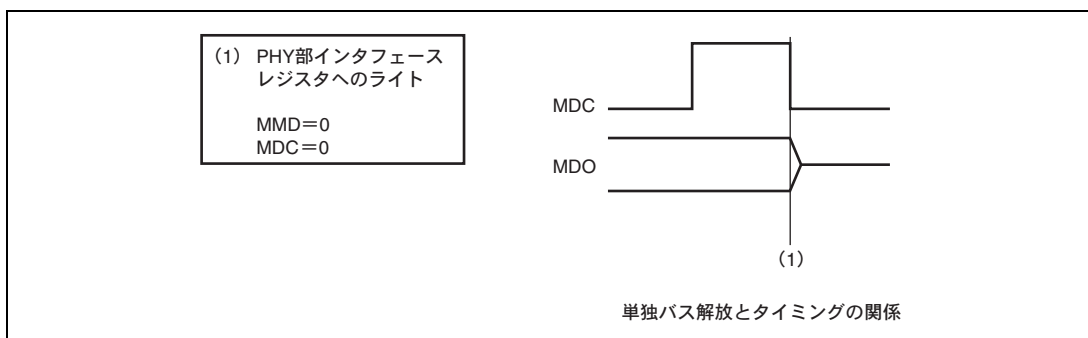 (1) PHY部インタフェース
レジスタへのライト
MMD=0
MDC=0
MDC
MDO
(1)
単独バス解放とタイミングの関係